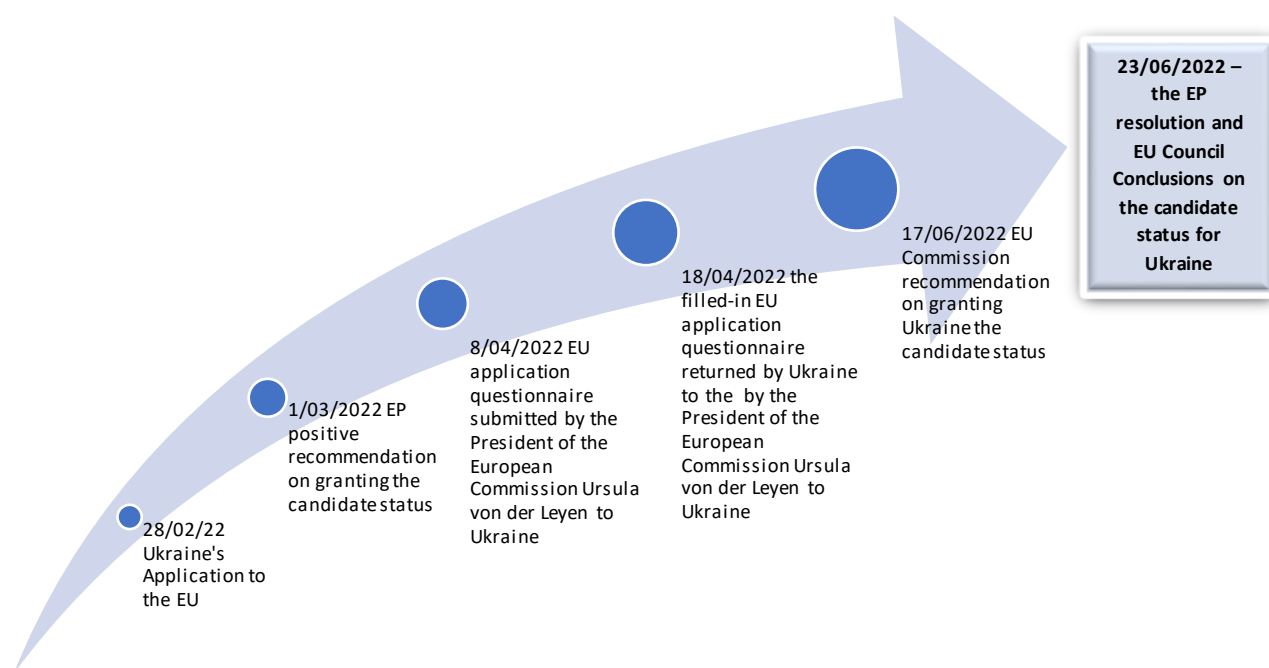 28/02/22
Ukraine's
Application to
the EU
1/03/2022 EP
positive
recommendation
on granting the
candidate status
8/04/2022 EU
application
questionnaire
submitted by the
President of the
European
Commission Ursula
von der Leyen to
Ukraine
18/04/2022 the
filled-in EU
application
questionnaire
returned by Ukraine
to the by the
President of the
European
Commission Ursula
von der Leyen to
Ukraine
17/06/2022 EU
Commission
recommendation
on granting
Ukraine the
candidate status
23/06/2022 –
the EP
resolution and
EU Council
Conclusions on
the candidate
status for
Ukraine